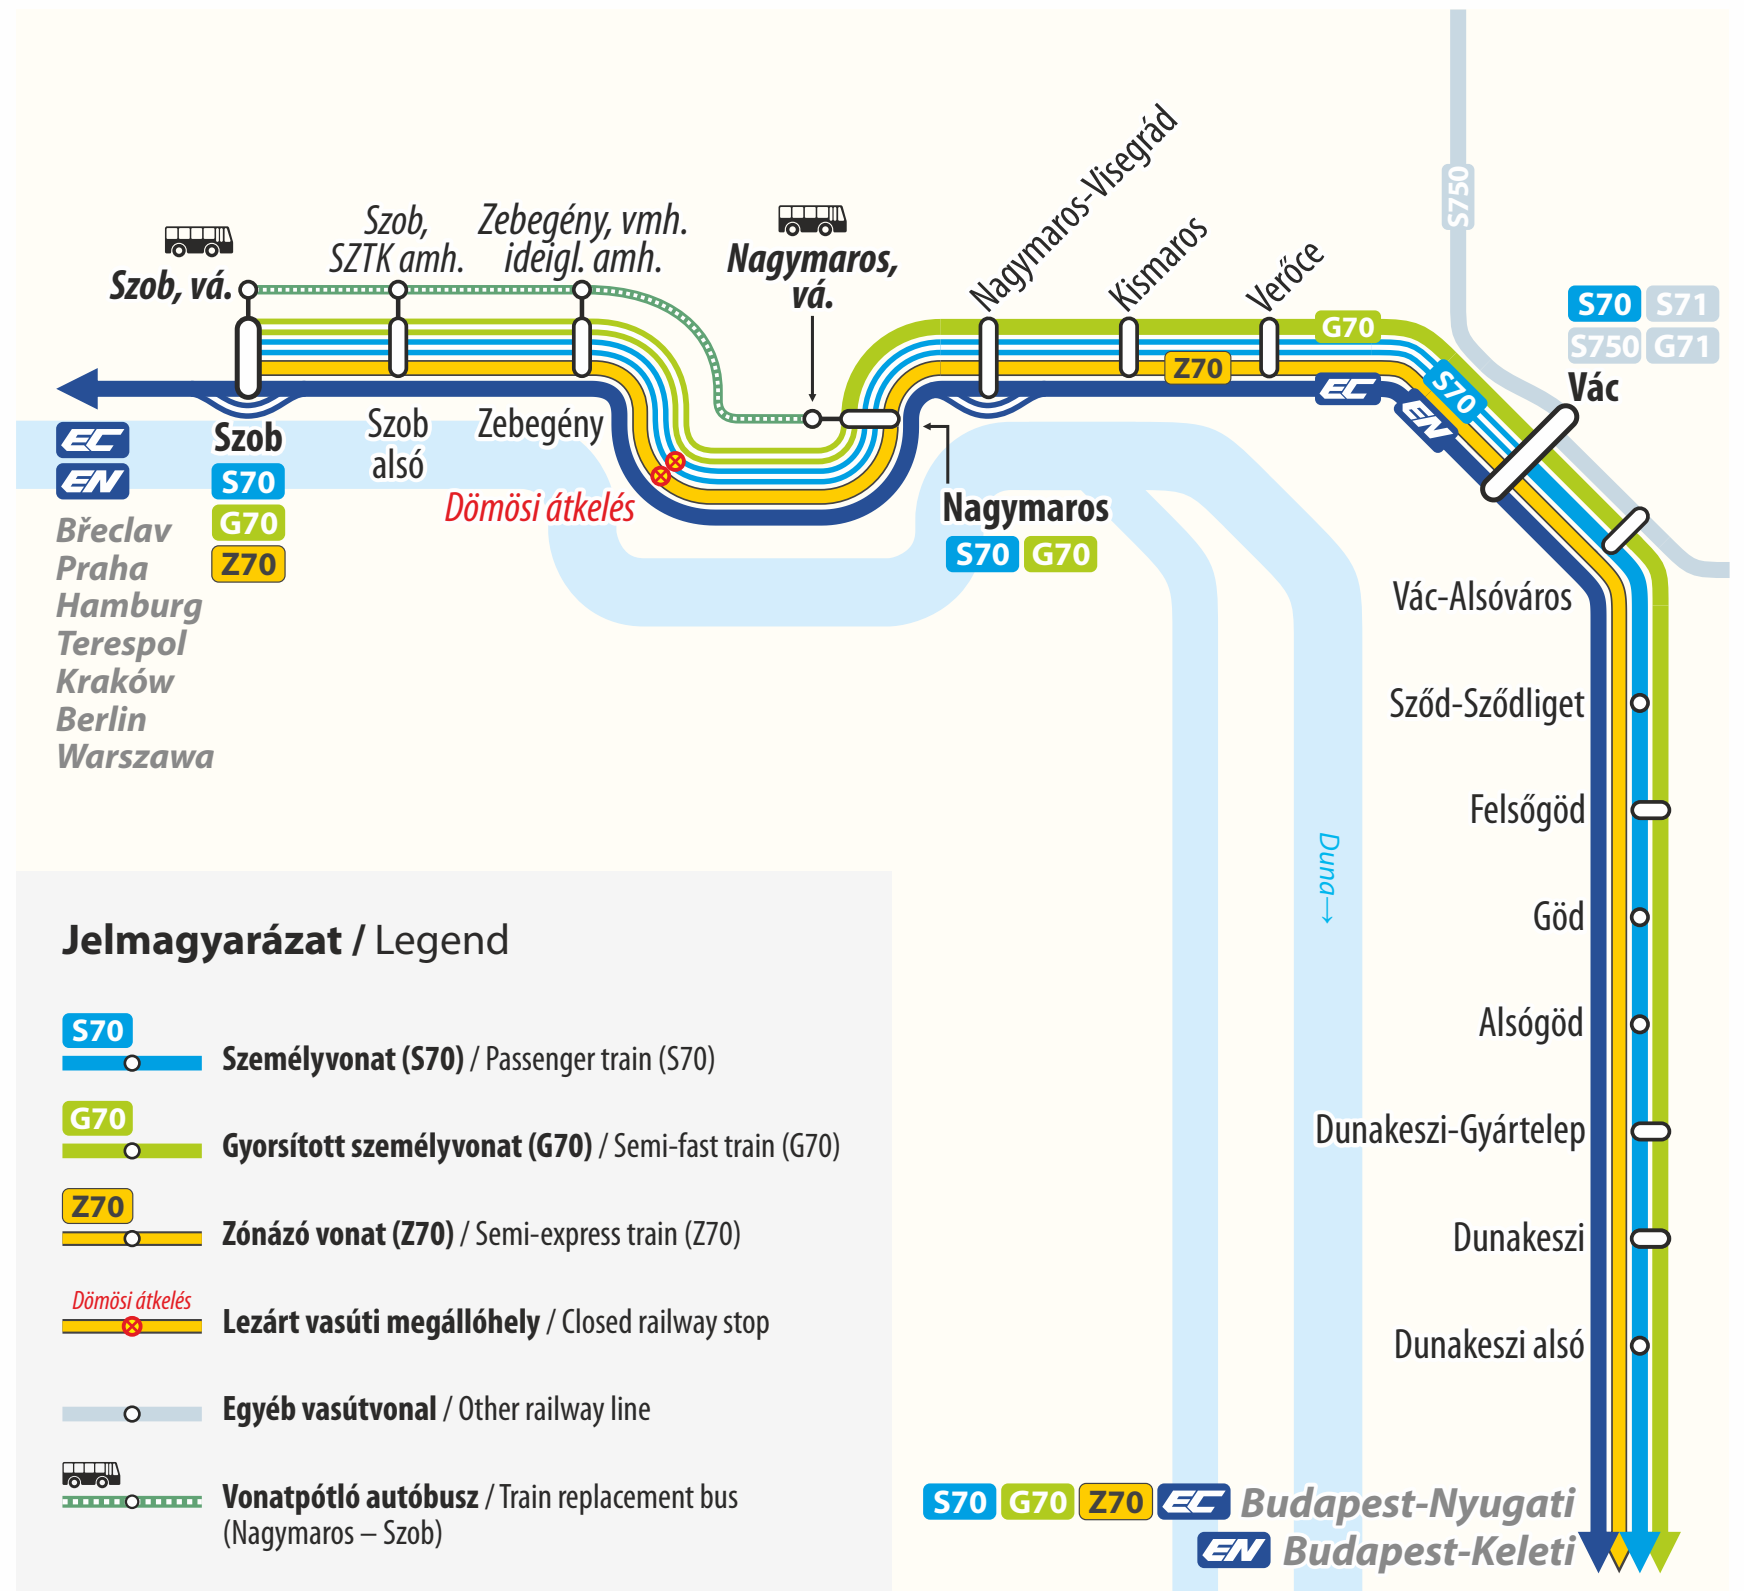 S750
Nagymaros-Visegrád
Kismaros
Verőce
Szob,
SZTK amh.
Zebegény, vmh.
ideigl. amh.
Szob, vá.
Nagymaros,
vá.
G70
Z70
EC
EN
S70
S70 S71
S750 G71
Vác
EC
EN
Břeclav
Praha
Hamburg
Terespol
Kraków
Berlin
Warszawa
Szob
S70
G70
Z70
Szob
alsó
Zebegény
Dömösi átkelés
Nagymaros
S70 G70
Vác-Alsóváros
Sződ-Sződliget
Felsőgöd
Göd
Alsógöd
Dunakeszi-Gyártelep
Dunakeszi
Dunakeszi alsó
Duna→
S70 G70 Z70 EC Budapest-Nyugati
EN Budapest-Keleti
Jelmagyarázat / Legend
S70
Személyvonat (S70) / Passenger train (S70)
G70
Gyorsított személyvonat (G70) / Semi-fast train (G70)
Z70
Zónázó vonat (Z70) / Semi-express train (Z70)
Dömösi átkelés
Lezárt vasúti megállóhely / Closed railway stop
Egyéb vasútvonal / Other railway line
Vonatpótló autóbusz / Train replacement bus
(Nagymaros – Szob)